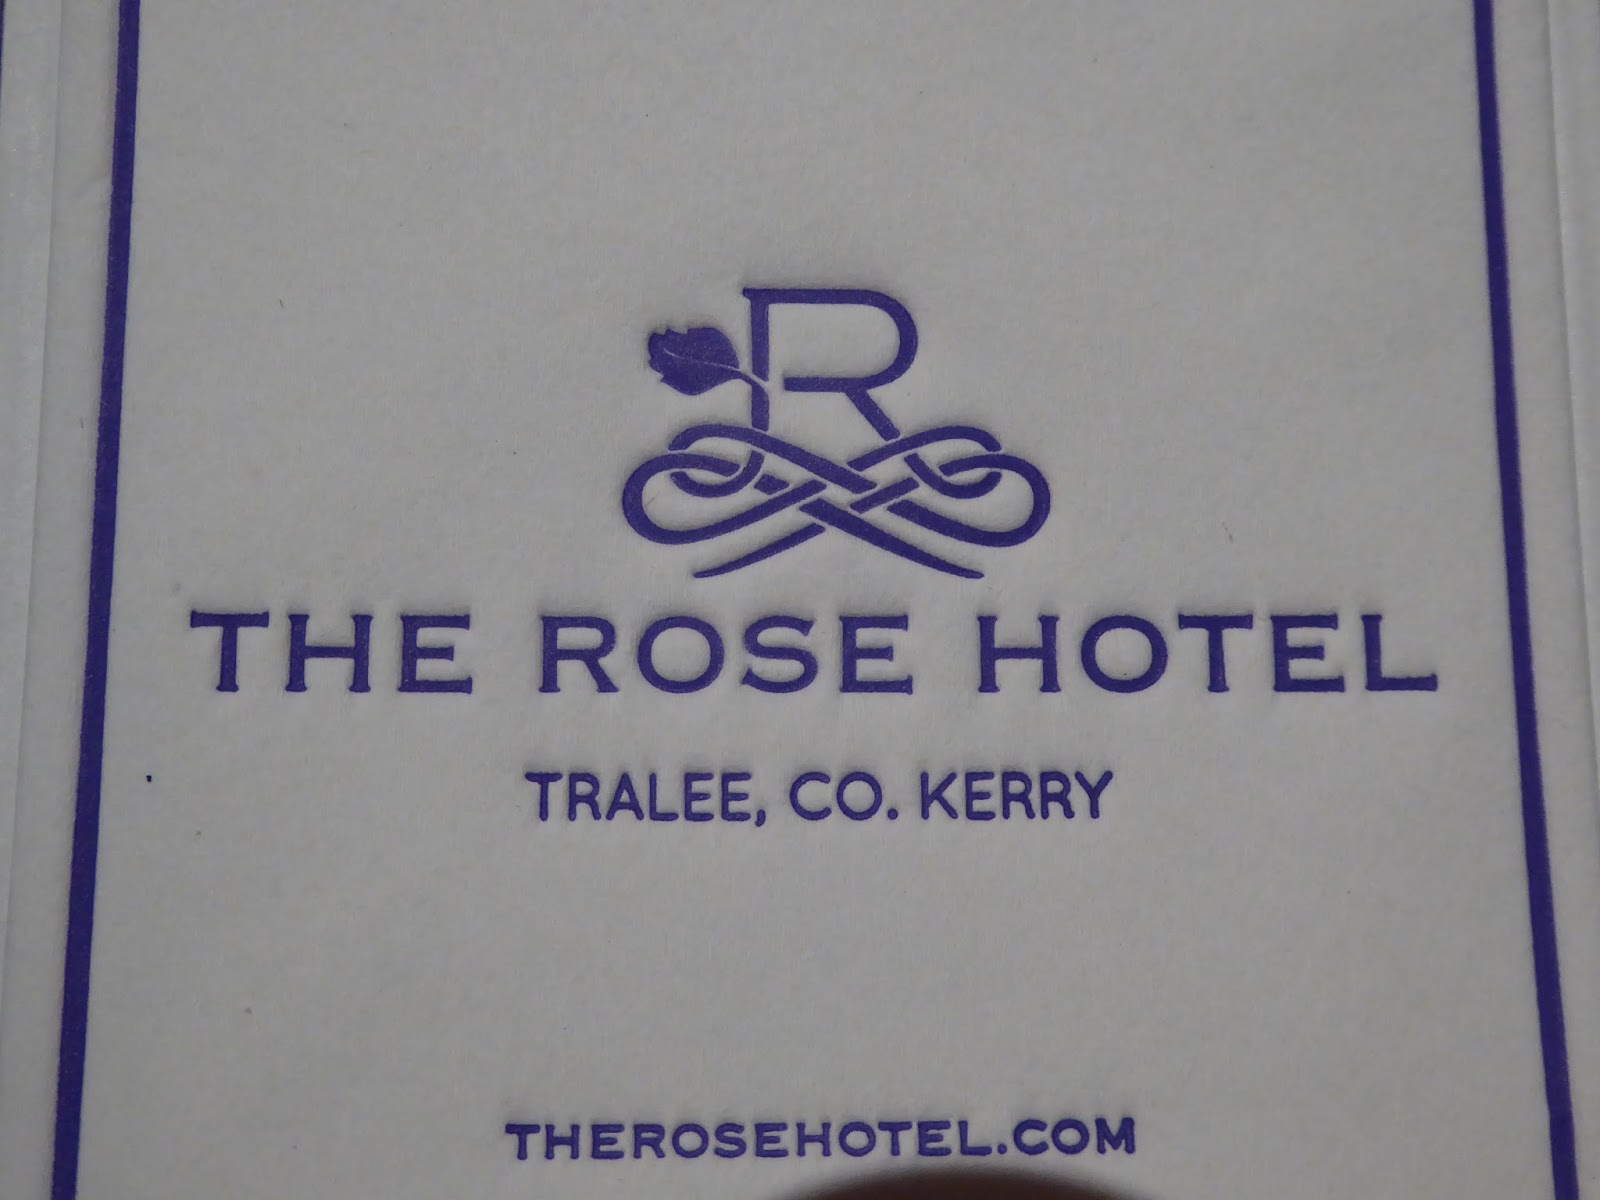 R
THE ROSE HOTEL
TRALEE, CO. KERRY
THEROSEHOTEL.COM